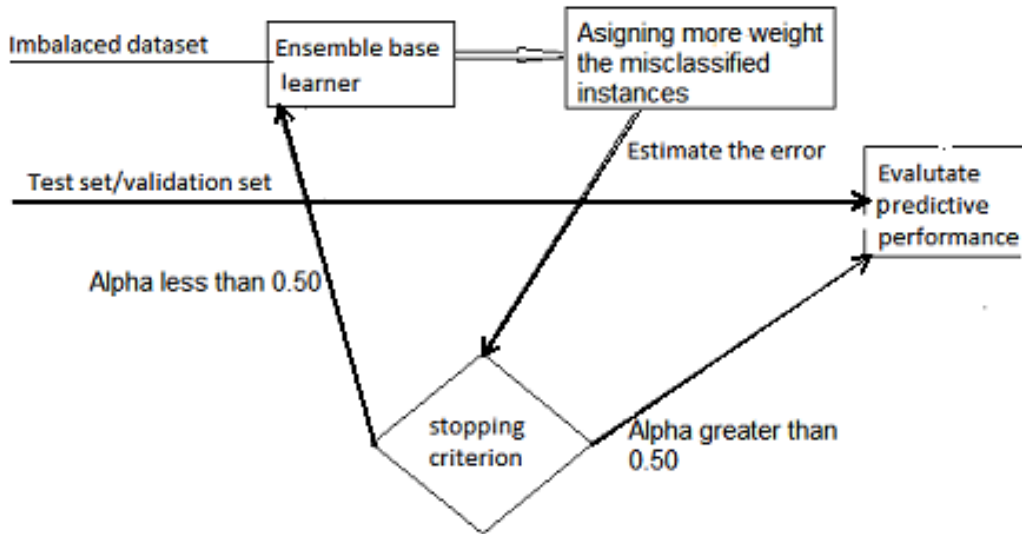 Imbalaced dataset
Ensemble base
learner
Asigning more weight
the misclassified
instances
Estimate the error
Test set/validation set
Evalutate
predictive
performance
Alpha less than 0.50
stopping
criterion
Alpha greater than
0.50